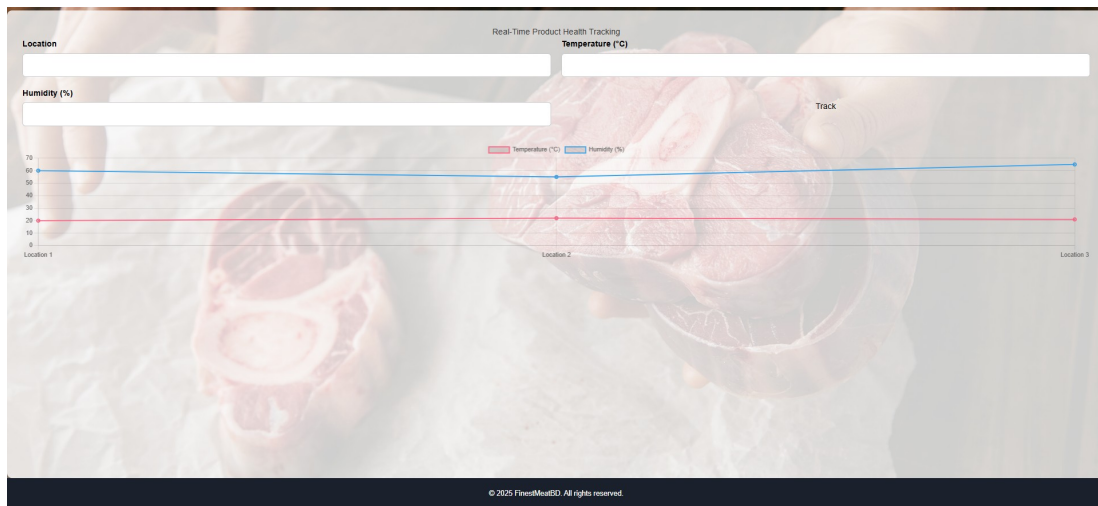 Real-Time Product Health Tracking
Location
Temperature (°C)
Humidity (%)
Track
Temperature (°C) Humidity (%)
70
60
50
40
30
20
10
0
Location 1 Location 2 Location 3
© 2025 FinestMeatBD. All rights reserved.